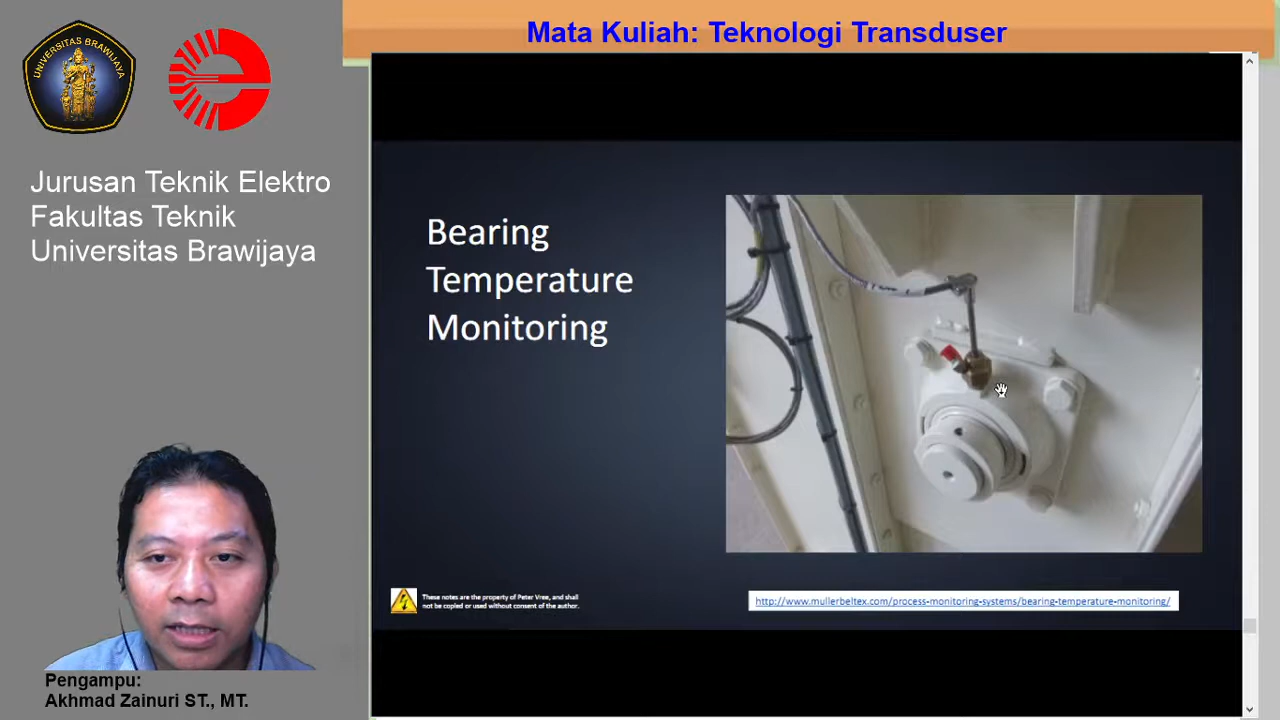 Mata Kuliah: Teknologi Transduser
UNIVERSITAS BRAWIJAYA
Jurusan Teknik Elektro
Fakultas Teknik
Universitas Brawijaya
Bearing
Temperature
Monitoring
These notes are the property of Peter Vree, and shall
not be copied or used without consent of the author.
http://www.mullerbeltex.com/process-monitoring-systems/bearing-temperature-monitoring/
Pengampu:
Akhmad Zainuri ST., MT.